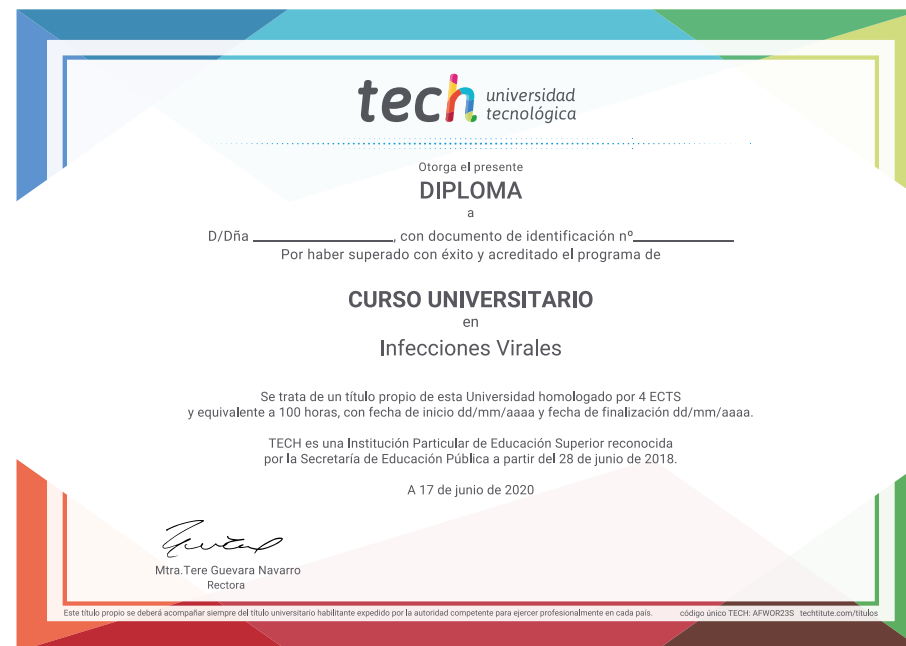 tech universidad
tecnológica
Otorga el presente
DIPLOMA
a
D/Dña ____________, con documento de identificación nº____________
Por haber superado con éxito y acreditado el programa de
CURSO UNIVERSITARIO
en
Infecciones Virales
Se trata de un título propio de esta Universidad homologado por 4 ECTS
y equivalente a 100 horas, con fecha de inicio dd/mm/aaaa y fecha de finalización dd/mm/aaaa.
TECH es una Institución Particular de Educación Superior reconocida
por la Secretaría de Educación Pública a partir del 28 de junio de 2018.
A 17 de junio de 2020
Mtra.Tere Guevara Navarro
Rectora
Este título propio se deberá acompañar siempre del título universitario habilitante expedido por la autoridad competente para ejercer profesionalmente en cada país. código único TECH: AFWOR23S techtitute.com/titulos